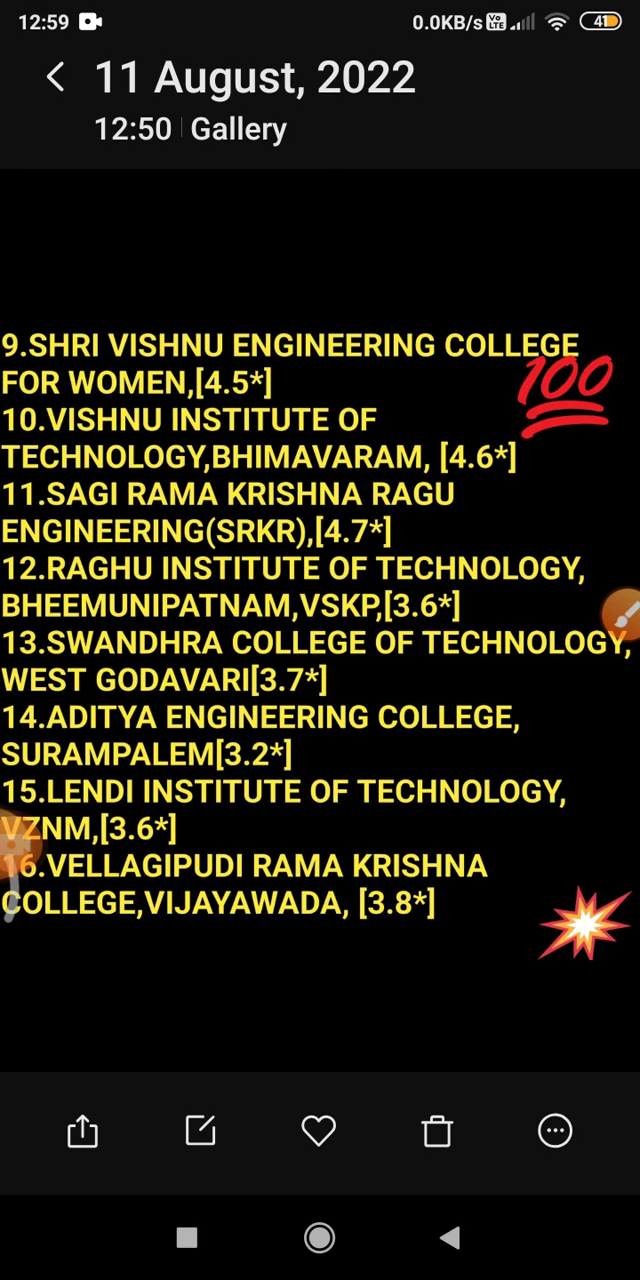 12:59 0.0KB/s Vo LTE 41
11 August, 2022
12:50 Gallery
9.SHRI VISHNU ENGINEERING COLLEGE
FOR WOMEN,[4.5*]
100
10.VISHNU INSTITUTE OF
TECHNOLOGY,BHIMAVARAM, [4.6*]
11.SAGI RAMA KRISHNA RAGU
ENGINEERING(SRKR),[4.7*]
12.RAGHU INSTITUTE OF TECHNOLOGY,
BHEEMUNIPATNAM,VSKP,[3.6*]
13.SWANDHRA COLLEGE OF TECHNOLOGY,
WEST GODAVARI[3.7*]
14.ADITYA ENGINEERING COLLEGE,
SURAMPALEM[3.2*]
15.LENDI INSTITUTE OF TECHNOLOGY,
VZNM,[3.6*]
16.VELLAGIPUDI RAMA KRISHNA
COLLEGE,VIJAYAWADA, [3.8*]